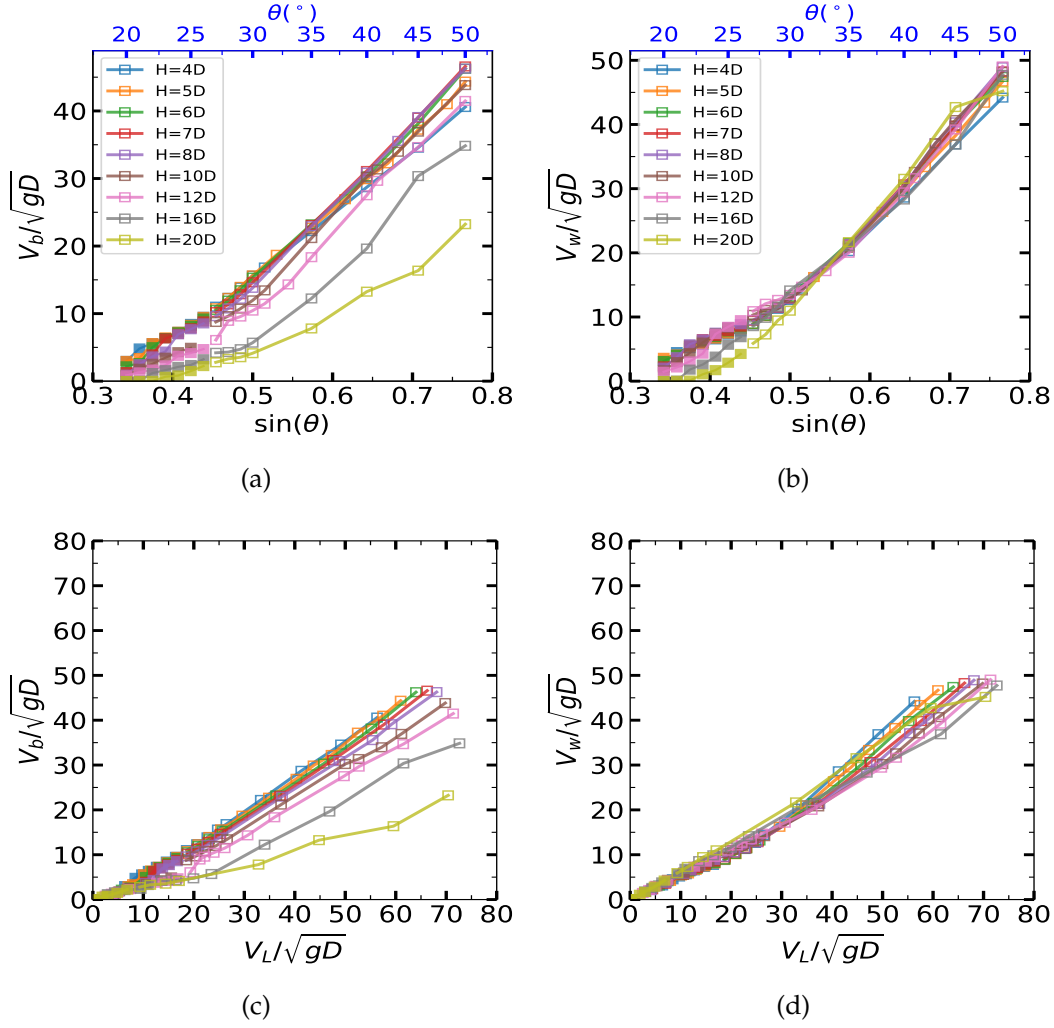 θ(°)
20 25 30 35 40 45 50
V_b/√gD
40
30
20
10
0
H=4D
H=5D
H=6D
H=7D
H=8D
H=10D
H=12D
H=16D
H=20D
0.3 0.4 0.5 0.6 0.7 0.8
sin(θ)
(a)
θ(°)
20 25 30 35 40 45 50
V_w/√gD
50
40
30
20
10
0
H=4D
H=5D
H=6D
H=7D
H=8D
H=10D
H=12D
H=16D
H=20D
0.3 0.4 0.5 0.6 0.7 0.8
sin(θ)
(b)
V_b/√gD
80
70
60
50
40
30
20
10
0
0 10 20 30 40 50 60 70 80
V_L/√gD
(c)
V_w/√gD
80
70
60
50
40
30
20
10
0
0 10 20 30 40 50 60 70 80
V_L/√gD
(d)